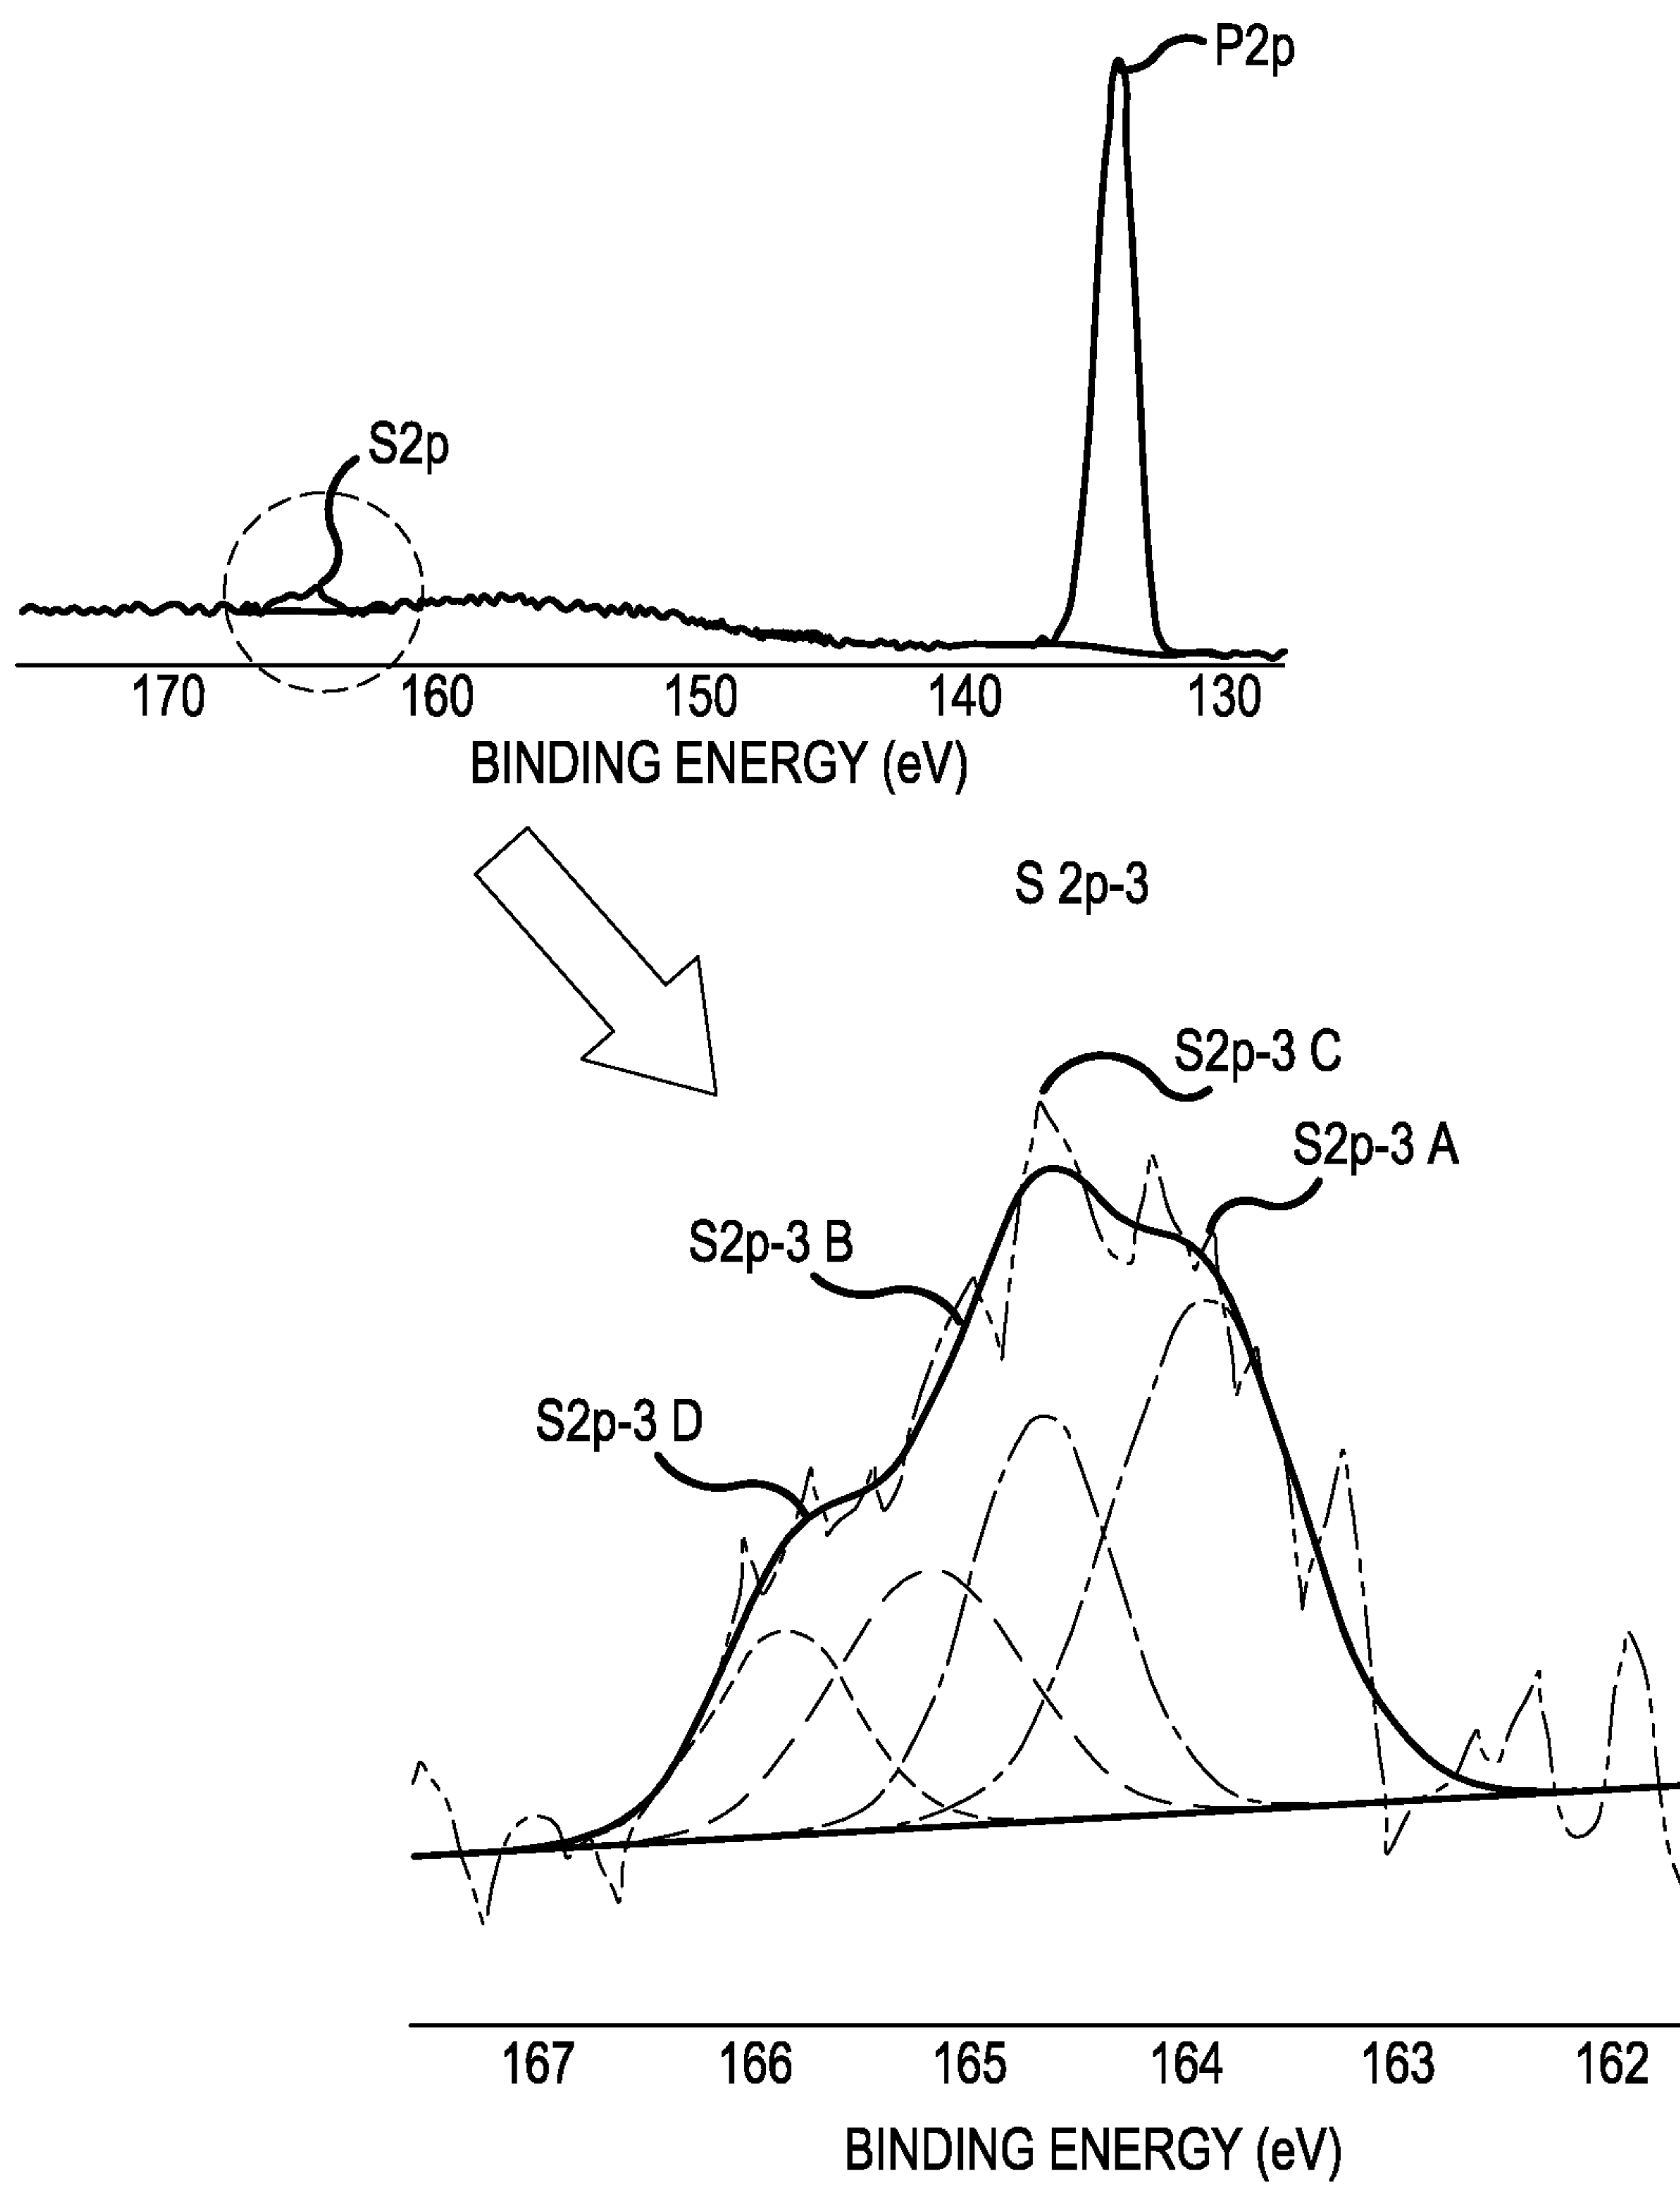 P2p
S2p
170 160 150 140 130
BINDING ENERGY (eV)
S 2p-3
S2p-3 C
S2p-3 A
S2p-3 B
S2p-3 D
167 166 165 164 163 162
BINDING ENERGY (eV)